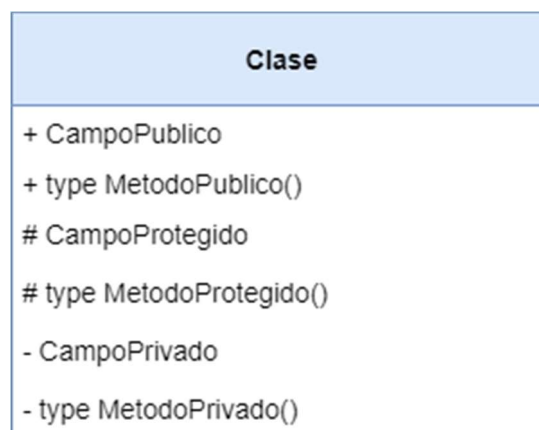 Clase
+ CampoPublico
+ type MetodoPublico()
# CampoProtegido
# type MetodoProtegido()
- CampoPrivado
- type MetodoPrivado()